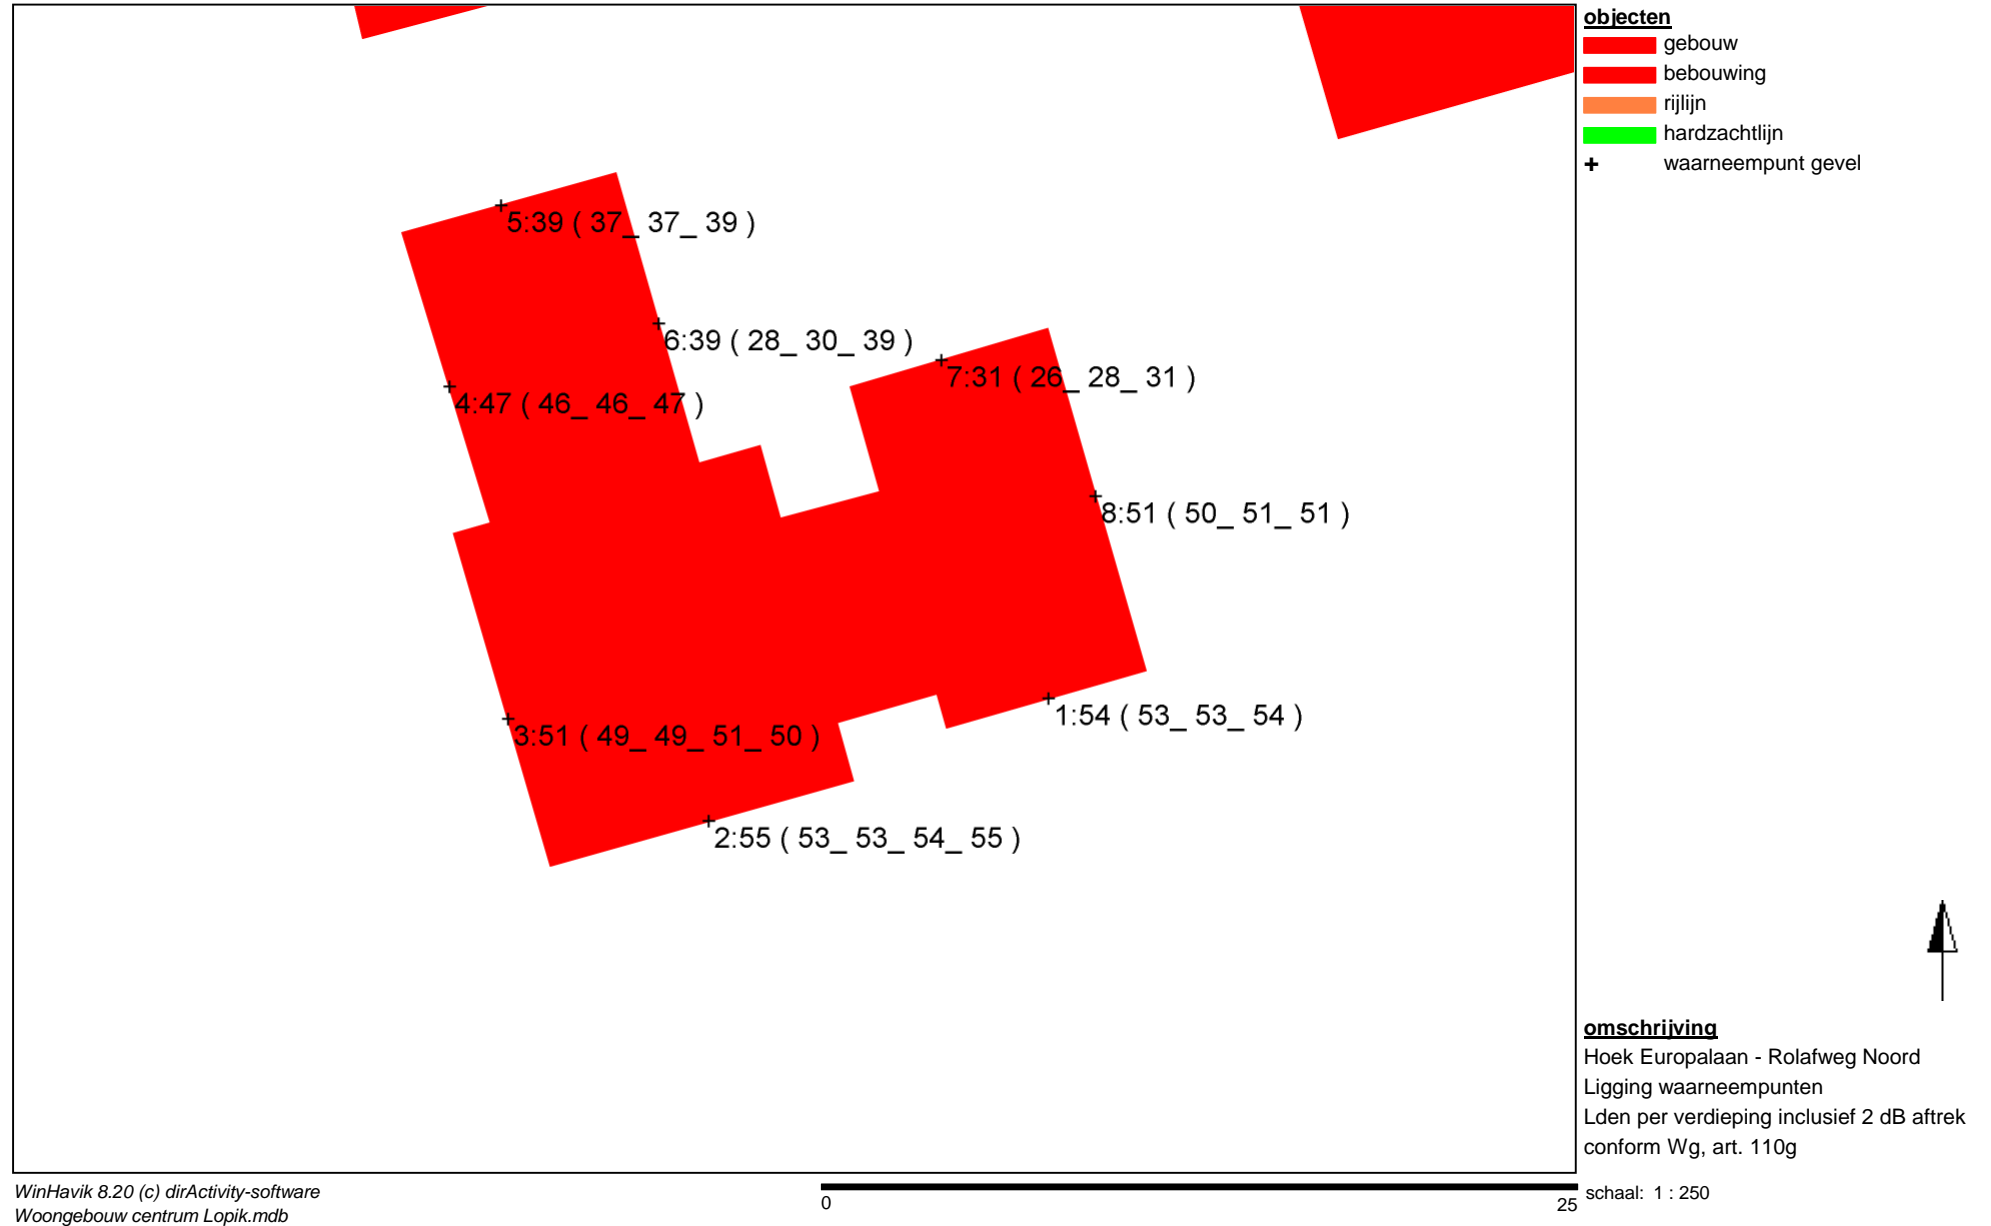 objecten
gebouw
bebouwing
rijlijn
hardzachtlijn
+ waarneempunt gevel
5:39 ( 37_ 37_ 39 )
6:39 ( 28_ 30_ 39 )
7:31 ( 26_ 28_ 31 )
4:47 ( 46_ 46_ 47 )
8:51 ( 50_ 51_ 51 )
1:54 ( 53_ 53_ 54 )
3:51 ( 49_ 49_ 51_ 50 )
2:55 ( 53_ 53_ 54_ 55 )
omschrijving
Hoek Europalaan - Rolafweg Noord
Ligging waarneempunten
Lden per verdieping inclusief 2 dB aftrek
conform Wg, art. 110g
WinHavik 8.20 (c) dirActivity-software
Woongebouw centrum Lopik.mdb
0 25
schaal: 1 : 250